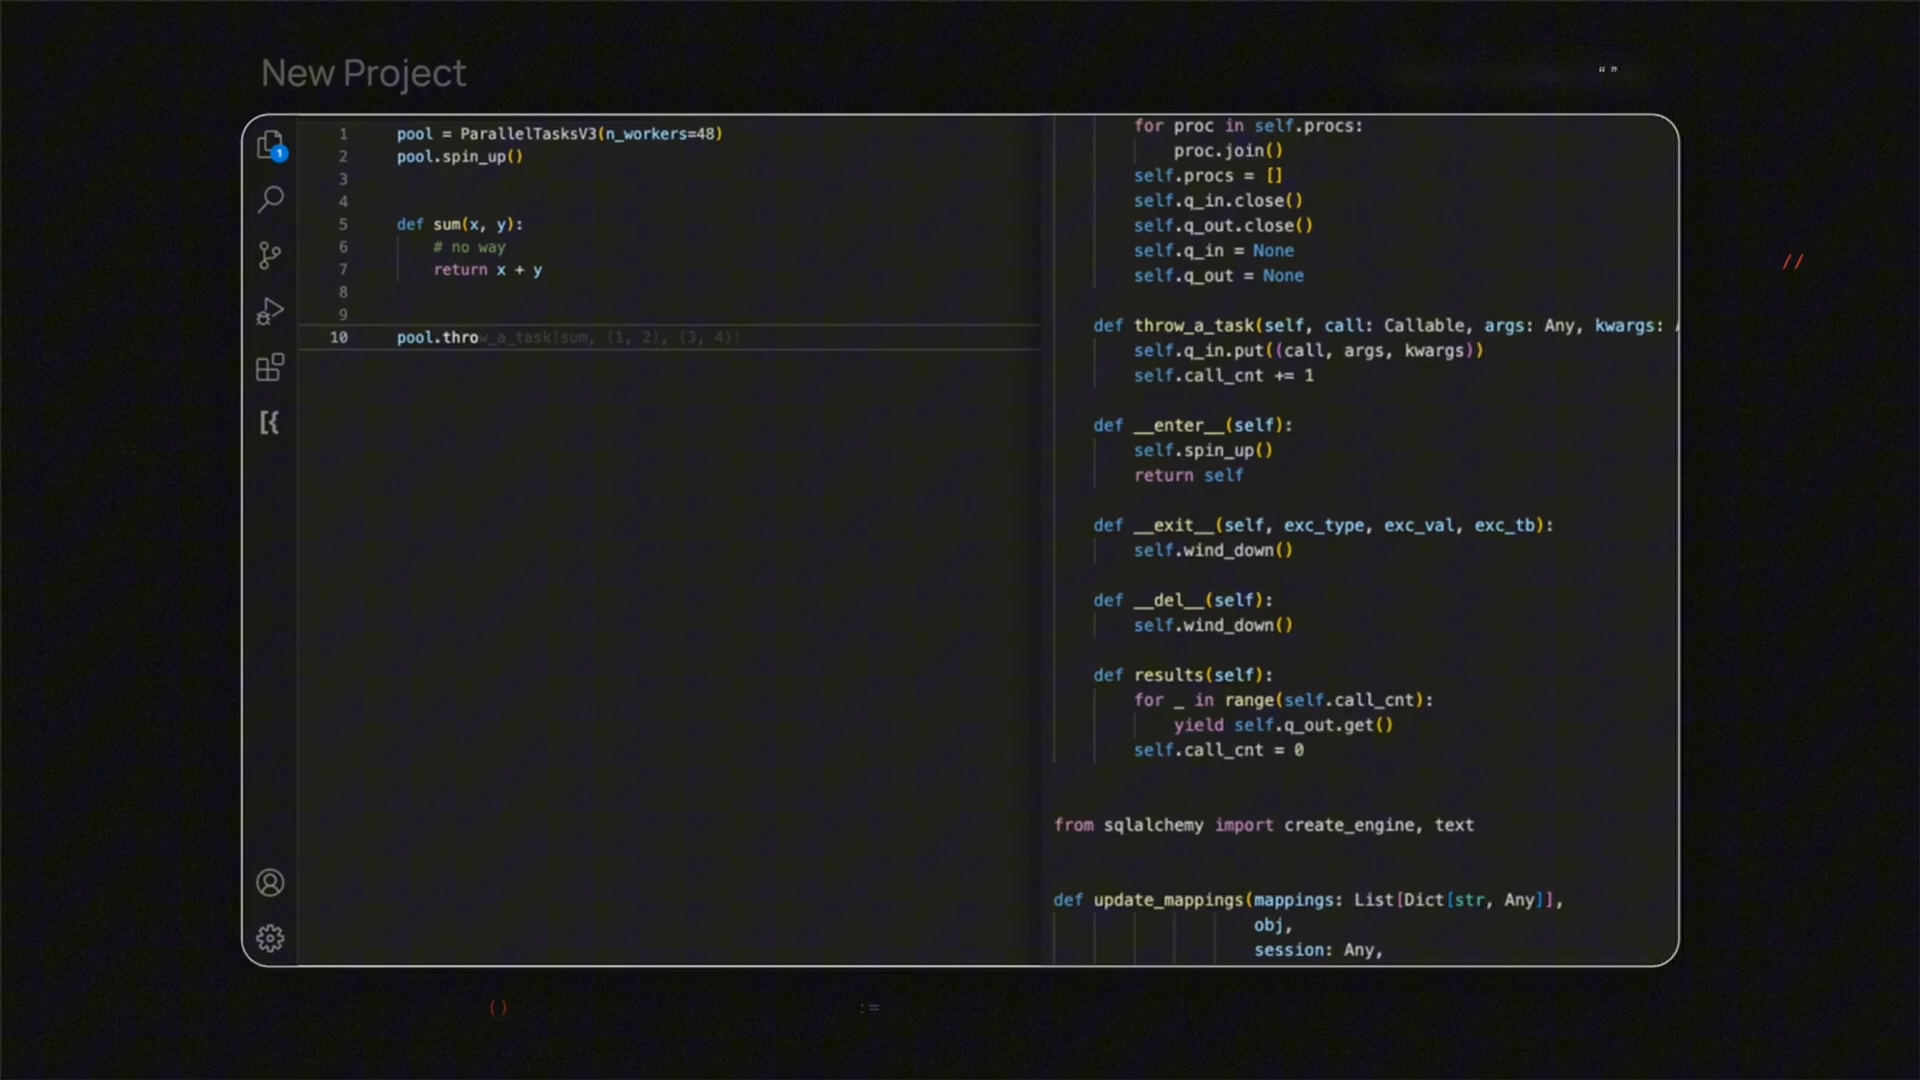 New Project
“ ”
1
1 pool = ParallelTasksV3(n_workers=48)
2 pool.spin_up()
3
4
5 def sum(x, y):
6 # no way
7 return x + y
8
9
10 pool.throw_a_task(sum, (1, 2), (3, 4))
for proc in self.procs:
proc.join()
self.procs = []
self.q_in.close()
self.q_out.close()
self.q_in = None
self.q_out = None
def throw_a_task(self, call: Callable, args: Any, kwargs:
self.q_in.put((call, args, kwargs))
self.call_cnt += 1
def __enter__(self):
self.spin_up()
return self
def __exit__(self, exc_type, exc_val, exc_tb):
self.wind_down()
def __del__(self):
self.wind_down()
def results(self):
for _ in range(self.call_cnt):
yield self.q_out.get()
self.call_cnt = 0
from sqlalchemy import create_engine, text
def update_mappings(mappings: List[Dict[str, Any]],
obj,
session: Any,
//
()
:=